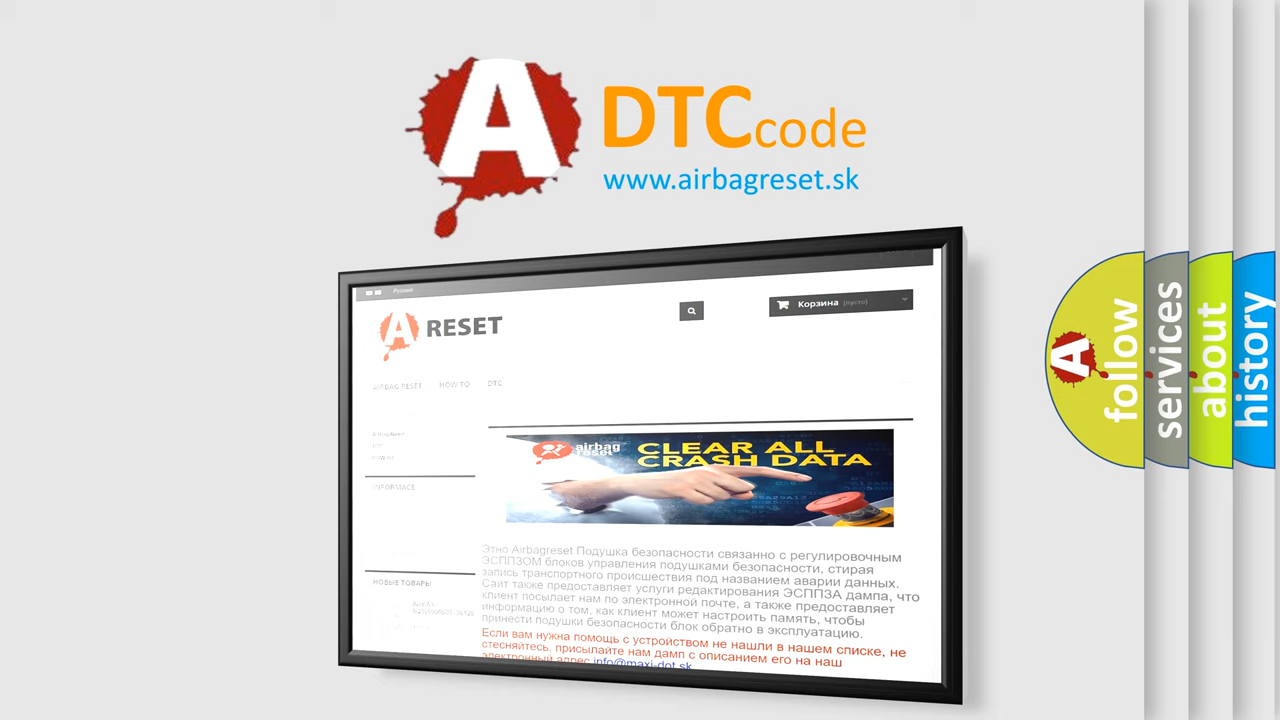 A DTCcode
www.airbagreset.sk
Русский
Корзина (пусто)
A RESET
AIRBAG RESET HOW TO DTC
INFORMACE
НОВЫЕ ТОВАРЫ
airbag
reset
CLEAR ALL
CRASH DATA
Этно Airbagreset Подушка безопасности связанно с регулировочным
ЭСППЗОМ блоков управления подушками безопасности, стирая
запись транспортного происшествия под названием аварии данных.
Сайт также предоставляет услуги редактирования ЭСППЗА дампа, что
клиент посылает нам по электронной почте, а также предоставляет
информацию о том, как клиент может настроить память, чтобы
принести подушки безопасности блок обратно в эксплуатацию.
Если вам нужна помощь с устройством не нашли в нашем списке, не
стесняйтесь, присылайте нам дамп с описанием его на наш
электронный адрес info@maxi-dot.sk
A follow
services
about
history